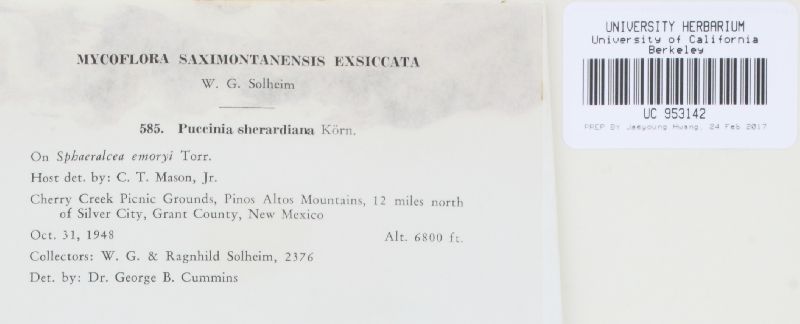 MYCOFLORA SAXIMONTANENSIS EXSICCATA
W. G. Solheim
585. Puccinia sherardiana Körn.
On Sphaeralcea emoryi Torr.
Host det. by: C. T. Mason, Jr.
Cherry Creek Picnic Grounds, Pinos Altos Mountains, 12 miles north
of Silver City, Grant County, New Mexico
Oct. 31, 1948 Alt. 6800 ft.
Collectors: W. G. & Ragnhild Solheim, 2376
Det. by: Dr. George B. Cummins
UNIVERSITY HERBARIUM
University of California
Berkeley
UC 953142
PREP BY Jaeyoung Hwang, 24 Feb 2017